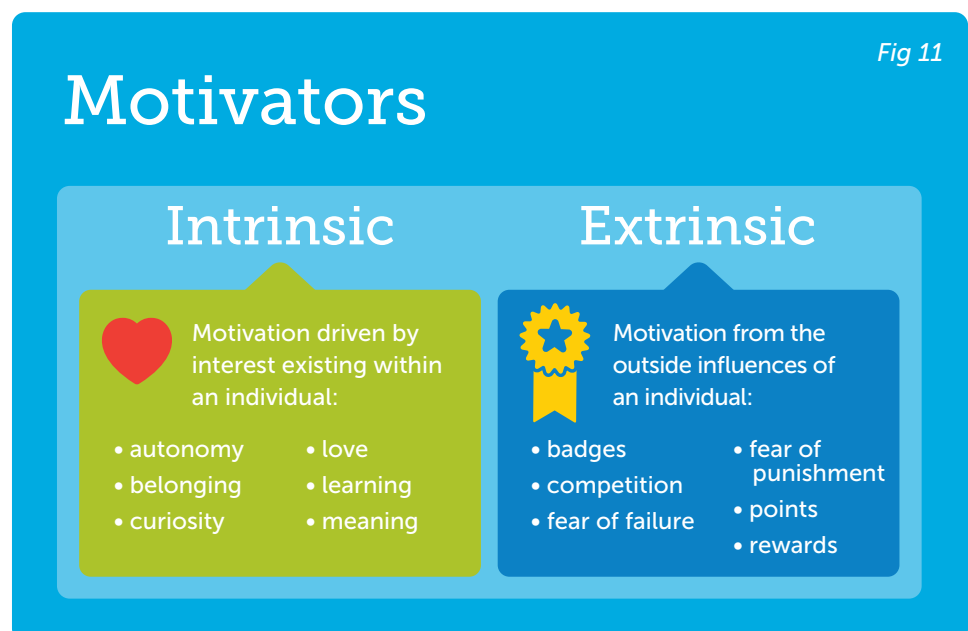 Fig 11
Motivators
Intrinsic
Motivation driven by
interest existing within
an individual:
• autonomy
• belonging
• curiosity
• love
• learning
• meaning
Extrinsic
Motivation from the
outside influences of
an individual:
• badges
• competition
• fear of failure
• fear of
punishment
• points
• rewards